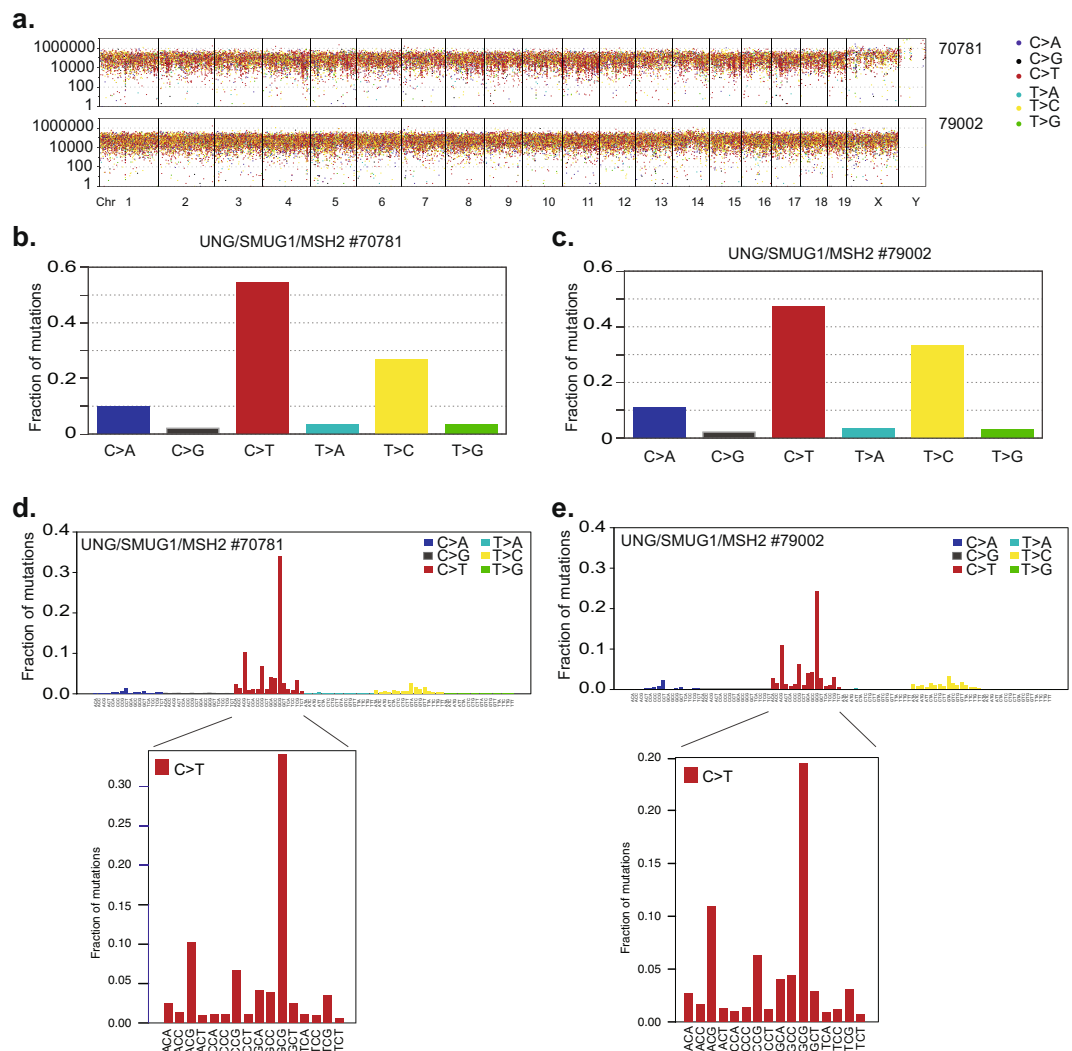 a.
1000000
10000
100
1
70781
C>A
C>G
C>T
T>A
T>C
T>G
1000000
10000
100
1
79002
Chr 1 2 3 4 5 6 7 8 9 10 11 12 13 14 15 16 17 18 19 X Y
b.
UNG/SMUG1/MSH2 #70781
Fraction of mutations
0.6
0.4
0.2
0
C>A C>G C>T T>A T>C T>G
c.
UNG/SMUG1/MSH2 #79002
Fraction of mutations
0.6
0.4
0.2
0
C>A C>G C>T T>A T>C T>G
d.
UNG/SMUG1/MSH2 #70781
Fraction of mutations
0.4
0.3
0.2
0.1
0.0
C>A T>A
C>G T>C
C>T T>G
C>T
Fraction of mutations
0.30
0.25
0.20
0.15
0.10
0.05
0.00
ACA ACC ACG ACT CCA CCC CCG CCT GCA GCC GCG GCT TCA TCC TCG TCT
e.
UNG/SMUG1/MSH2 #79002
Fraction of mutations
0.4
0.3
0.2
0.1
0.0
C>A T>A
C>G T>C
C>T T>G
C>T
Fraction of mutations
0.20
0.15
0.10
0.05
0.00
ACA ACC ACG ACT CCA CCC CCG CCT GCA GCC GCG GCT TCA TCC TCG TCT